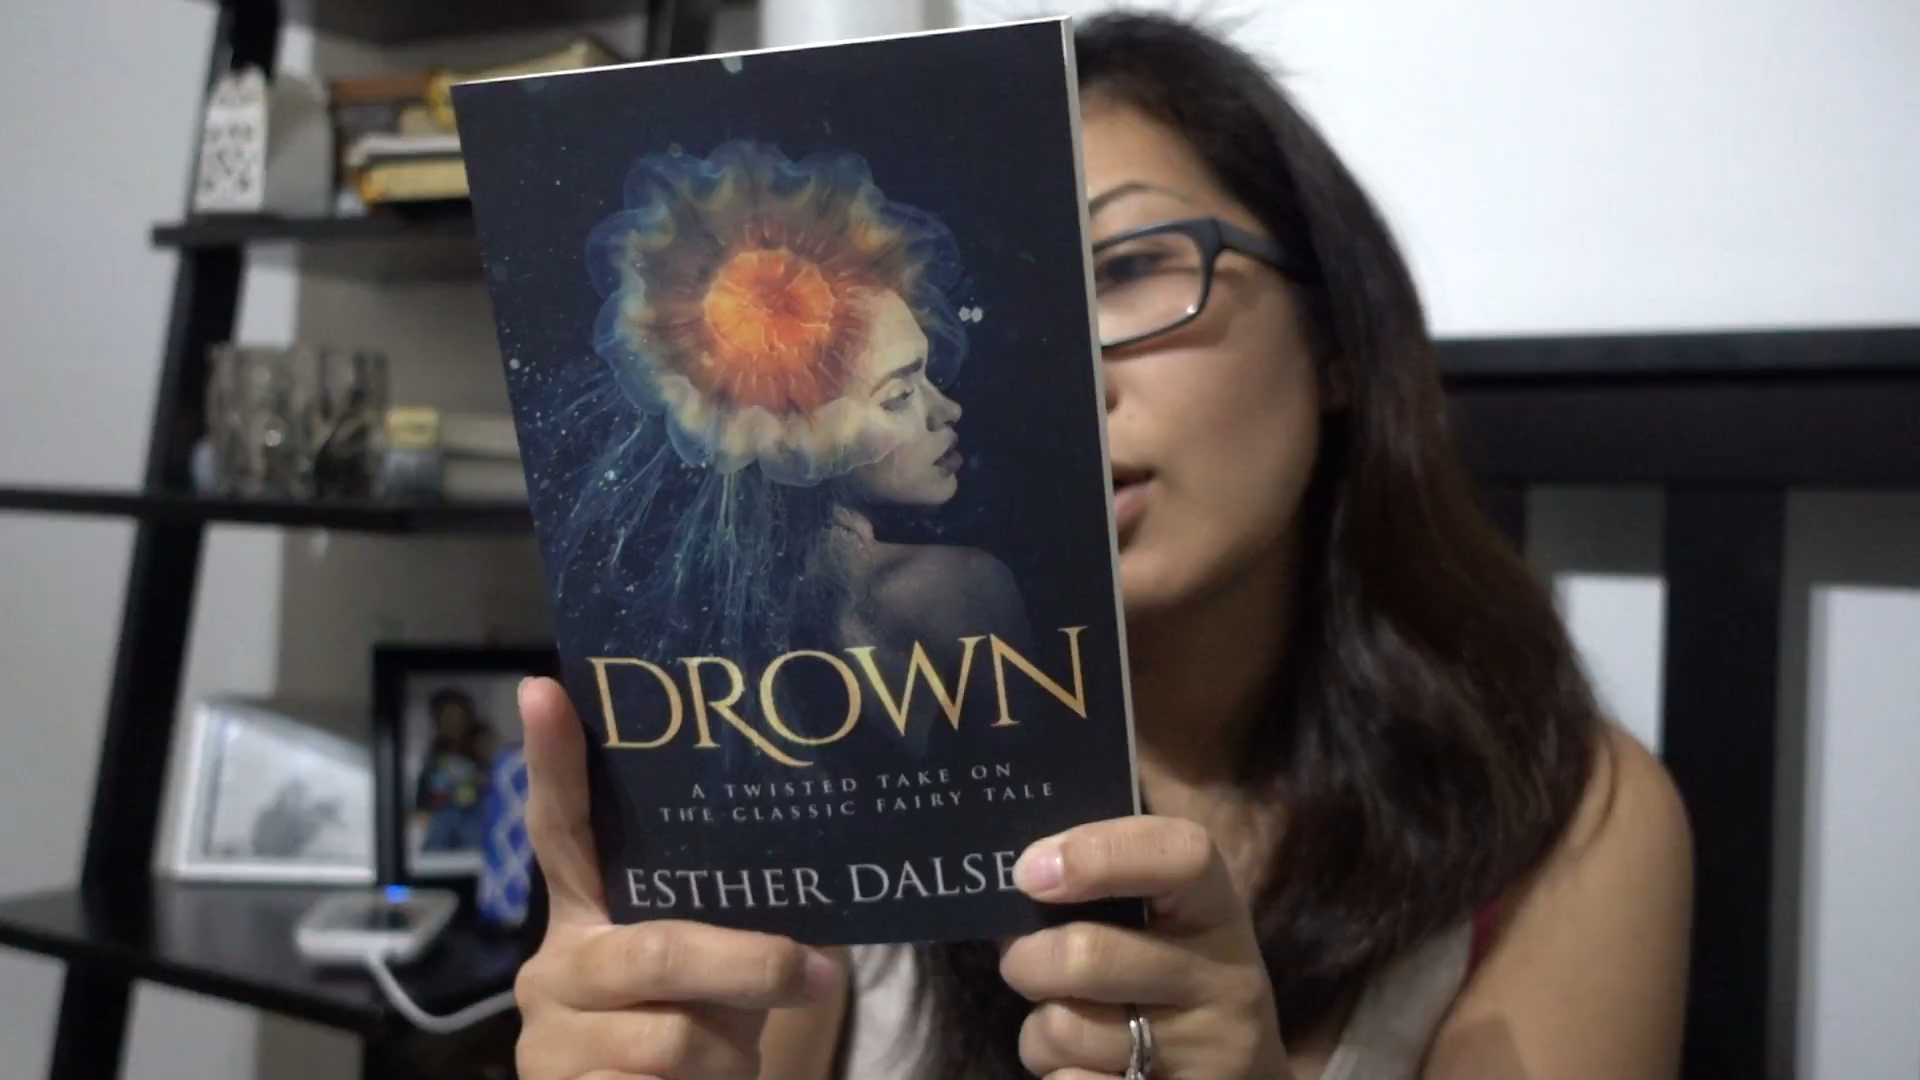 DROWN
A TWISTED TAKE ON
THE CLASSIC FAIRY TALE
ESTHER DALSE